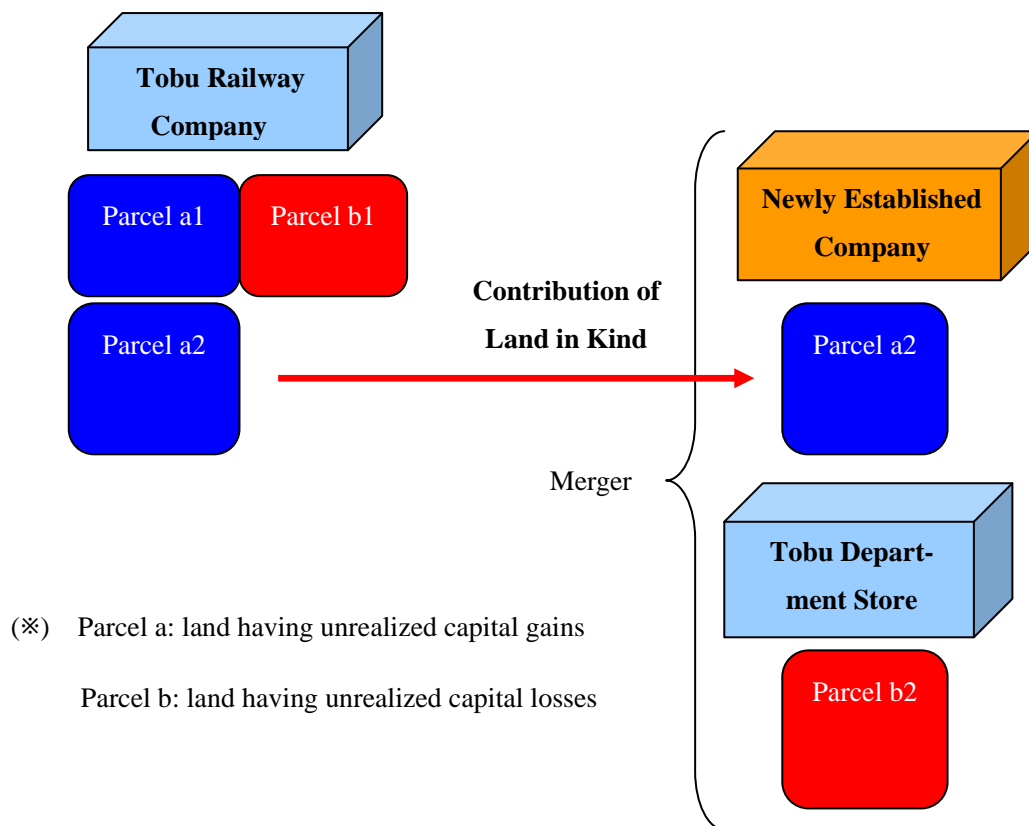 Tobu Railway
Company
Parcel a1
Parcel b1
Parcel a2
Contribution of
Land in Kind
Newly Established
Company
Parcel a2
Merger
Tobu Depart-
ment Store
Parcel b2
(※) Parcel a: land having unrealized capital gains
Parcel b: land having unrealized capital losses